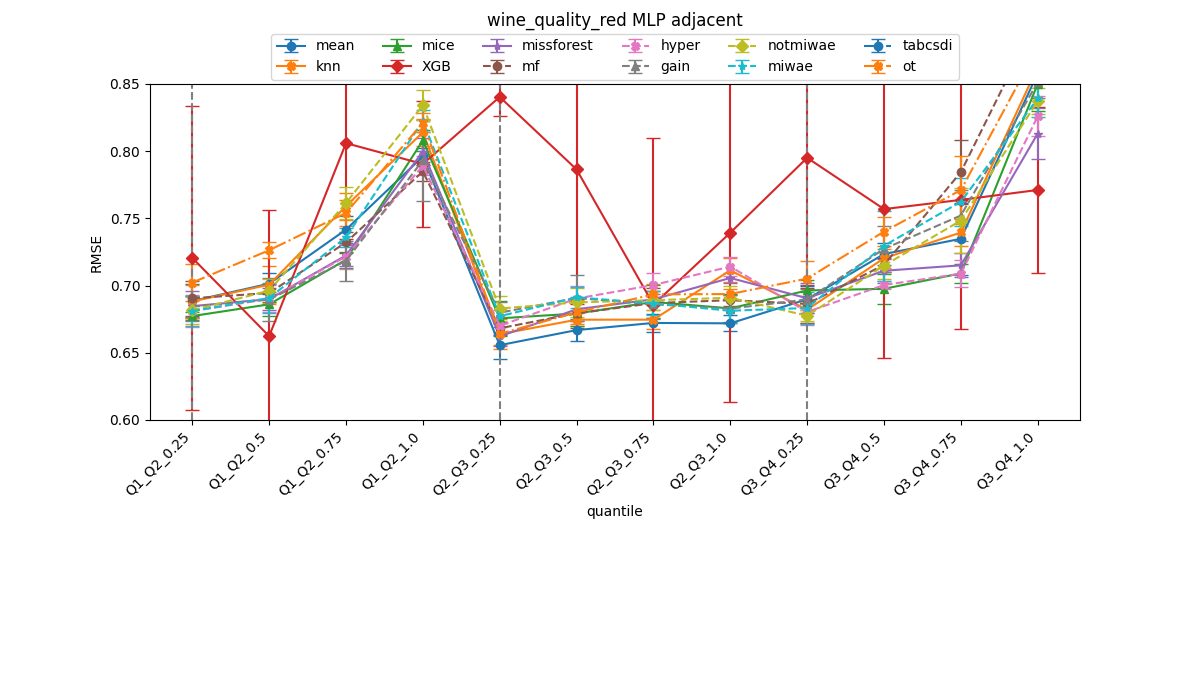 wine_quality_red MLP adjacent
mean mice missforest hyper notmiwae tabcsdi
knn XGB mf gain miwae ot
0.85
0.80
0.75
0.70
0.65
0.60
RMSE
Q1_Q2_0.25 Q1_Q2_0.5 Q1_Q2_0.75 Q1_Q2_1.0 Q2_Q3_0.25 Q2_Q3_0.5 Q2_Q3_0.75 Q2_Q3_1.0 Q3_Q4_0.25 Q3_Q4_0.5 Q3_Q4_0.75 Q3_Q4_1.0
quantile